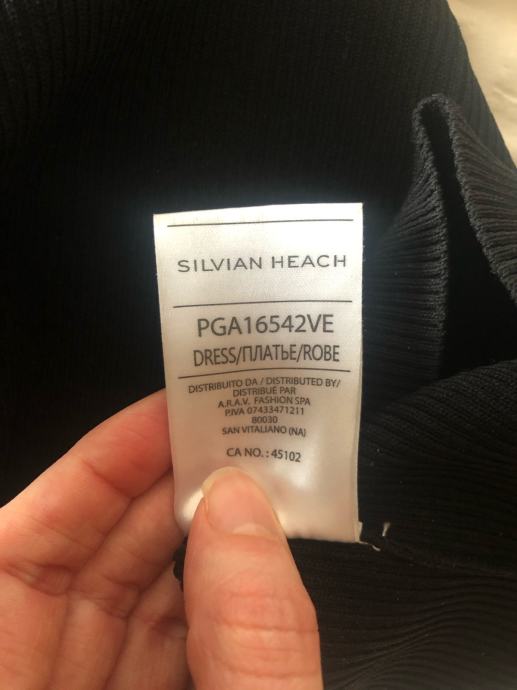 SILVIAN HEACH
PGA16542VE
DRESS/ПЛАТЬЕ/ROBE
DISTRIBUITO DA / DISTRIBUTED BY/
DISTRIBUÉ PAR
A.R.A.V. FASHION SPA
P.IVA 07433471211
80030
SAN VITALIANO (NA)
CA NO. : 45102